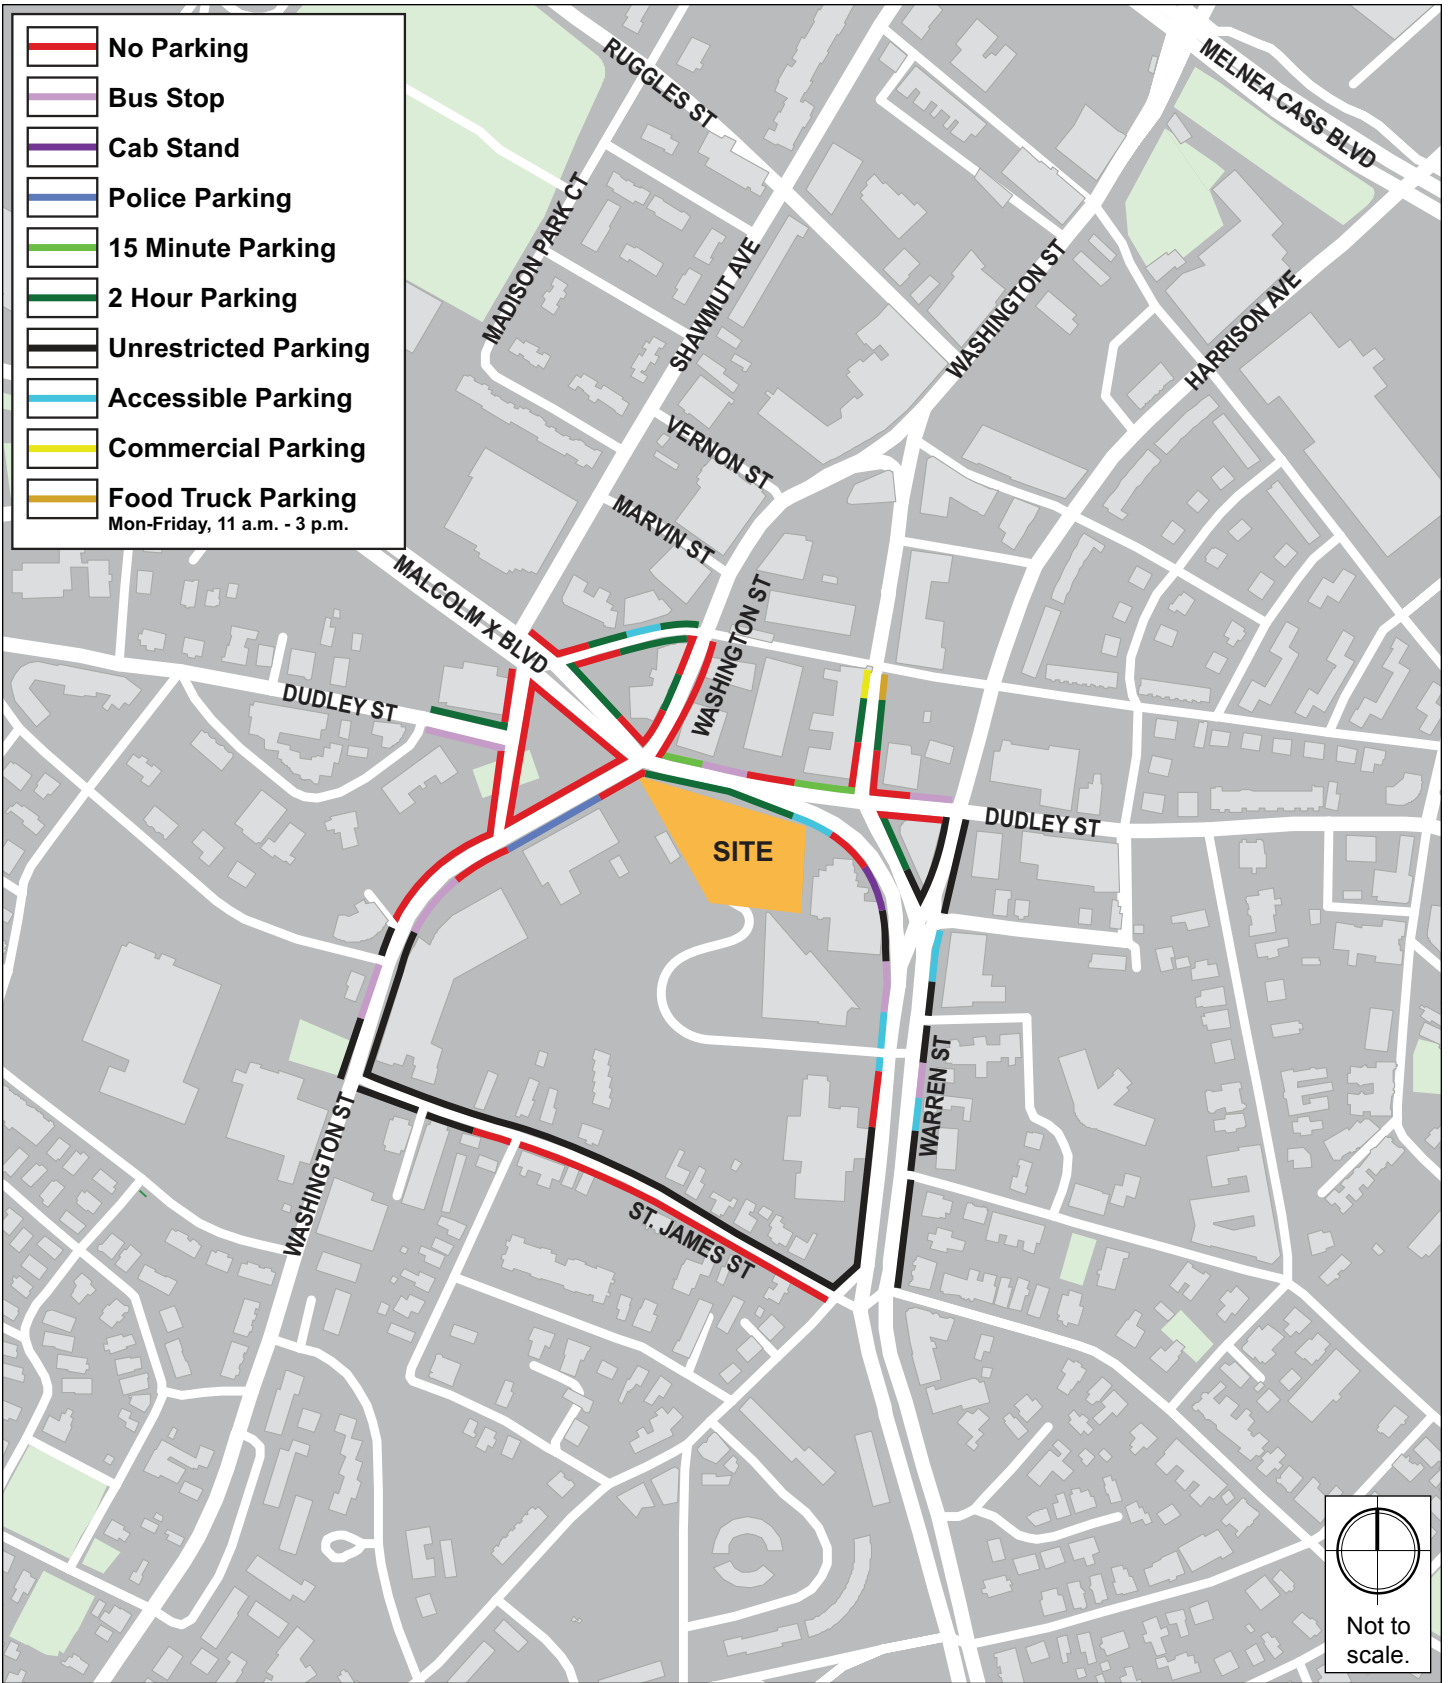 No Parking
Bus Stop
Cab Stand
Police Parking
15 Minute Parking
2 Hour Parking
Unrestricted Parking
Accessible Parking
Commercial Parking
Food Truck Parking
Mon-Friday, 11 a.m. - 3 p.m.
RUGGLES ST
MELNEA CASS BLVD
MADISON PARK CT
SHAWMUT AVE
WASHINGTON ST
HARRISON AVE
VERNON ST
MARVIN ST
MALCOLM X BLVD
WASHINGTON ST
DUDLEY ST
DUDLEY ST
SITE
WARREN ST
WASHINGTON ST
ST. JAMES ST
Not to
scale.